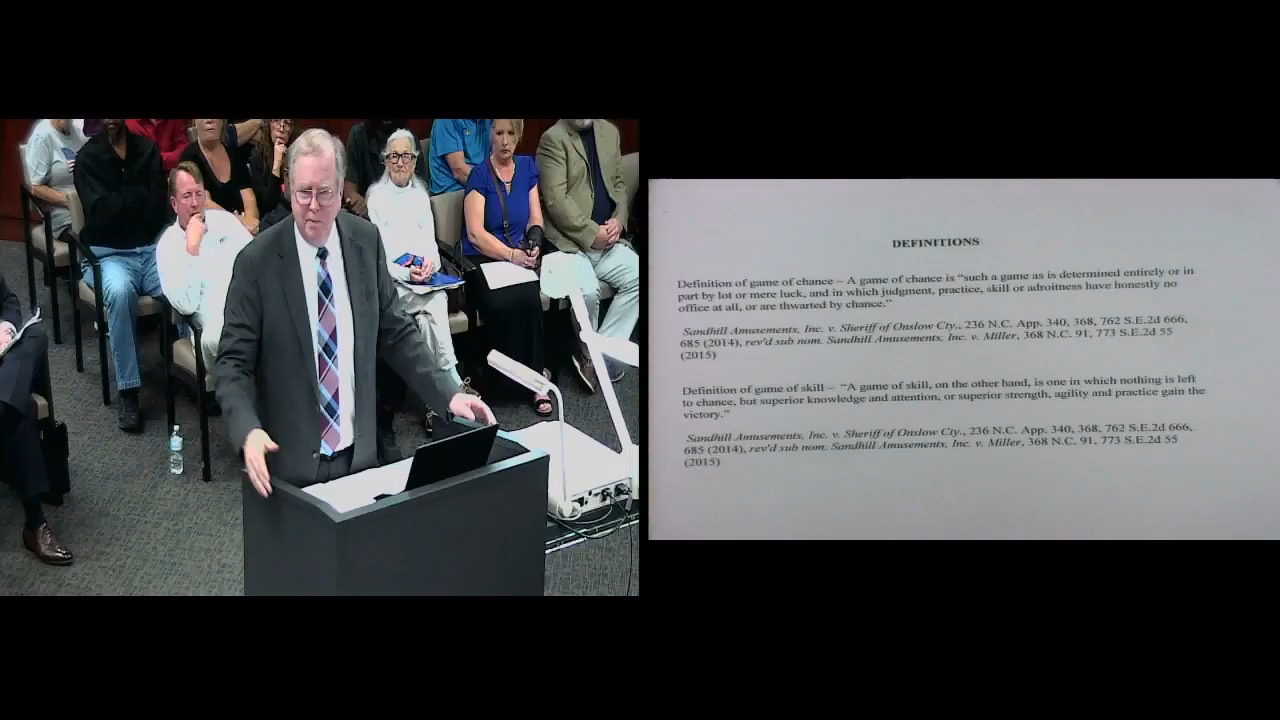 DEFINITIONS
Definition of game of chance – A game of chance is “such a game as is determined entirely or in
part by lot or mere luck, and in which judgment, practice, skill or adroitness have honestly no
office at all, or are thwarted by chance.”
Sandhill Amusements, Inc. v. Sheriff of Onslow Cty., 236 N.C. App. 340, 368, 762 S.E.2d 666,
685 (2014), rev'd sub nom. Sandhill Amusements, Inc. v. Miller, 368 N.C. 91, 773 S.E.2d 55
(2015)
Definition of game of skill – “A game of skill, on the other hand, is one in which nothing is left
to chance, but superior knowledge and attention, or superior strength, agility and practice gain the
victory.”
Sandhill Amusements, Inc. v. Sheriff of Onslow Cty., 236 N.C. App. 340, 368, 762 S.E.2d 666,
685 (2014), rev'd sub nom. Sandhill Amusements, Inc. v. Miller, 368 N.C. 91, 773 S.E.2d 55
(2015)